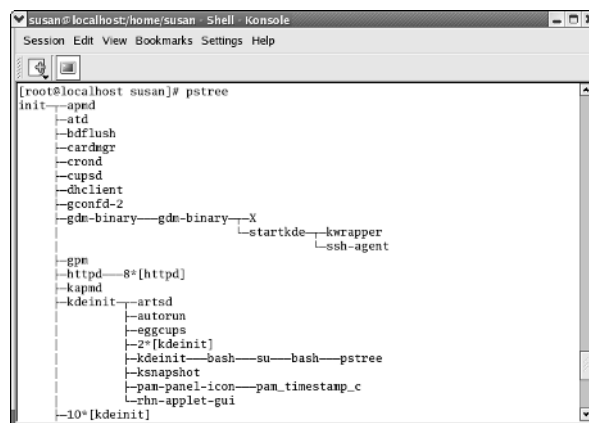 susan@localhost:/home/susan - Shell - Konsole
Session Edit View Bookmarks Settings Help
[root@localhost susan]# pstree
init─┬─apmd
     ├─atd
     ├─bdflush
     ├─cardmgr
     ├─crond
     ├─cupsd
     ├─dhclient
     ├─gconfd-2
     ├─gdm-binary───gdm-binary─┬─X
     │                         └─startkde─┬─kwrapper
     │                                    └─ssh-agent
     ├─gpm
     ├─httpd───8*[httpd]
     ├─kapmd
     ├─kdeinit─┬─artsd
     │         ├─autorun
     │         ├─eggcups
     │         ├─2*[kdeinit]
     │         ├─kdeinit───bash───su───bash───pstree
     │         ├─ksnapshot
     │         ├─pam-panel-icon───pam_timestamp_c
     │         └─rhn-applet-gui
     ├─10*[kdeinit]